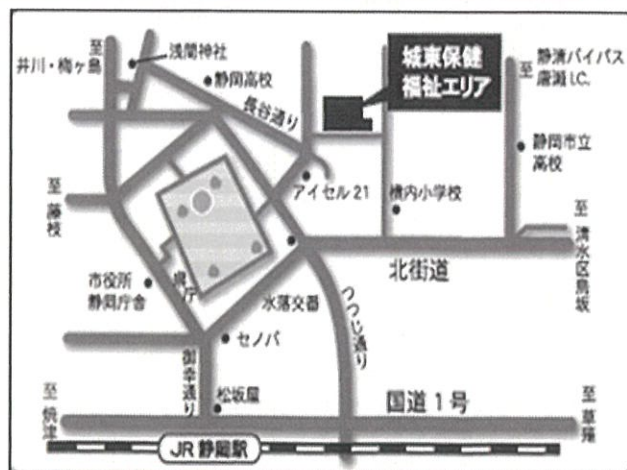 至
井川・梅ヶ島
浅間神社
静岡高校
長谷通り
城東保健
福祉エリア
至
静清バイパス
唐瀬I.C.
静岡市立
高校
至
藤枝
アイセル21
横内小学校
至
清水区鳥坂
北街道
市役所
静岡庁舎
県庁
水落交番
つつじ通り
セノバ
御幸通り
松坂屋
国道1号
至
焼津
至
草薙
JR 静岡駅